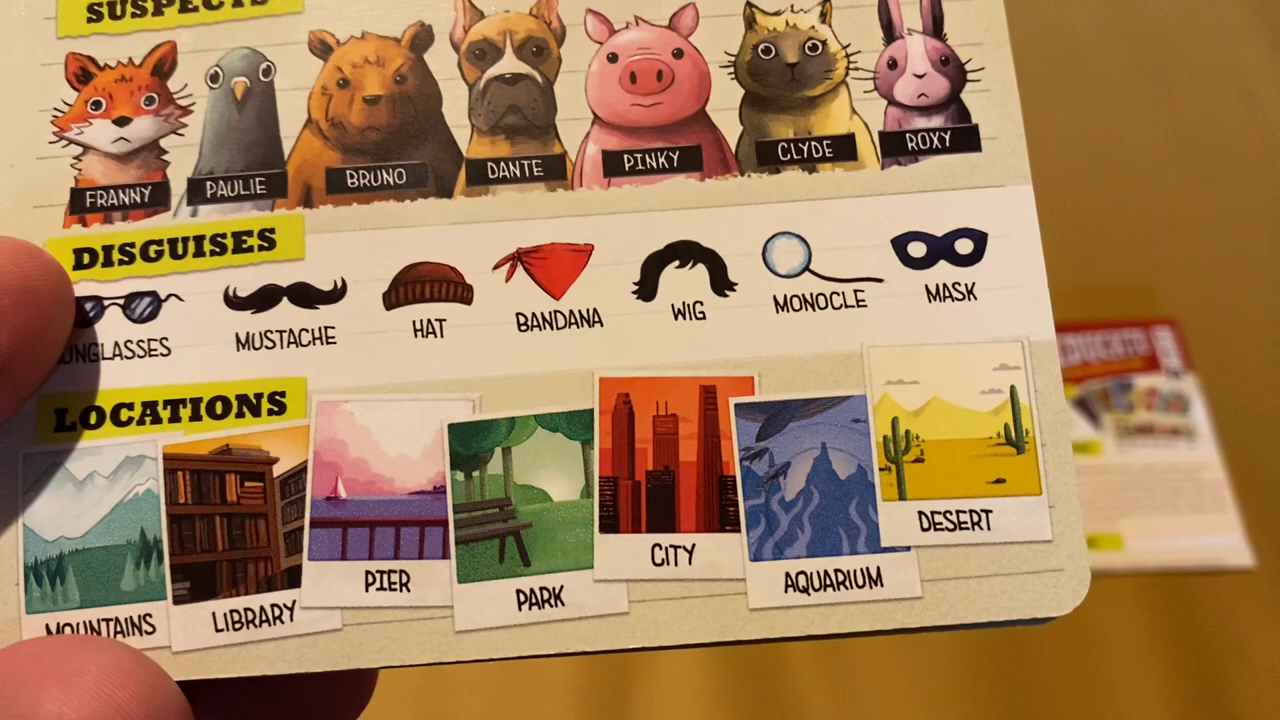 SUSPECTS
FRANNY
PAULIE
BRUNO
DANTE
PINKY
CLYDE
ROXY
DISGUISES
UNGLASSES
MUSTACHE
HAT
BANDANA
WIG
MONOCLE
MASK
LOCATIONS
MOUNTAINS
LIBRARY
PIER
PARK
CITY
AQUARIUM
DESERT